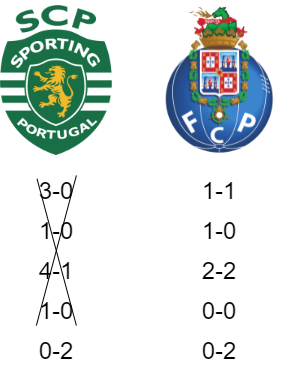 SCP
SPORTING
PORTUGAL
FCP
3-0 1-1
1-0 1-0
4-1 2-2
1-0 0-0
0-2 0-2